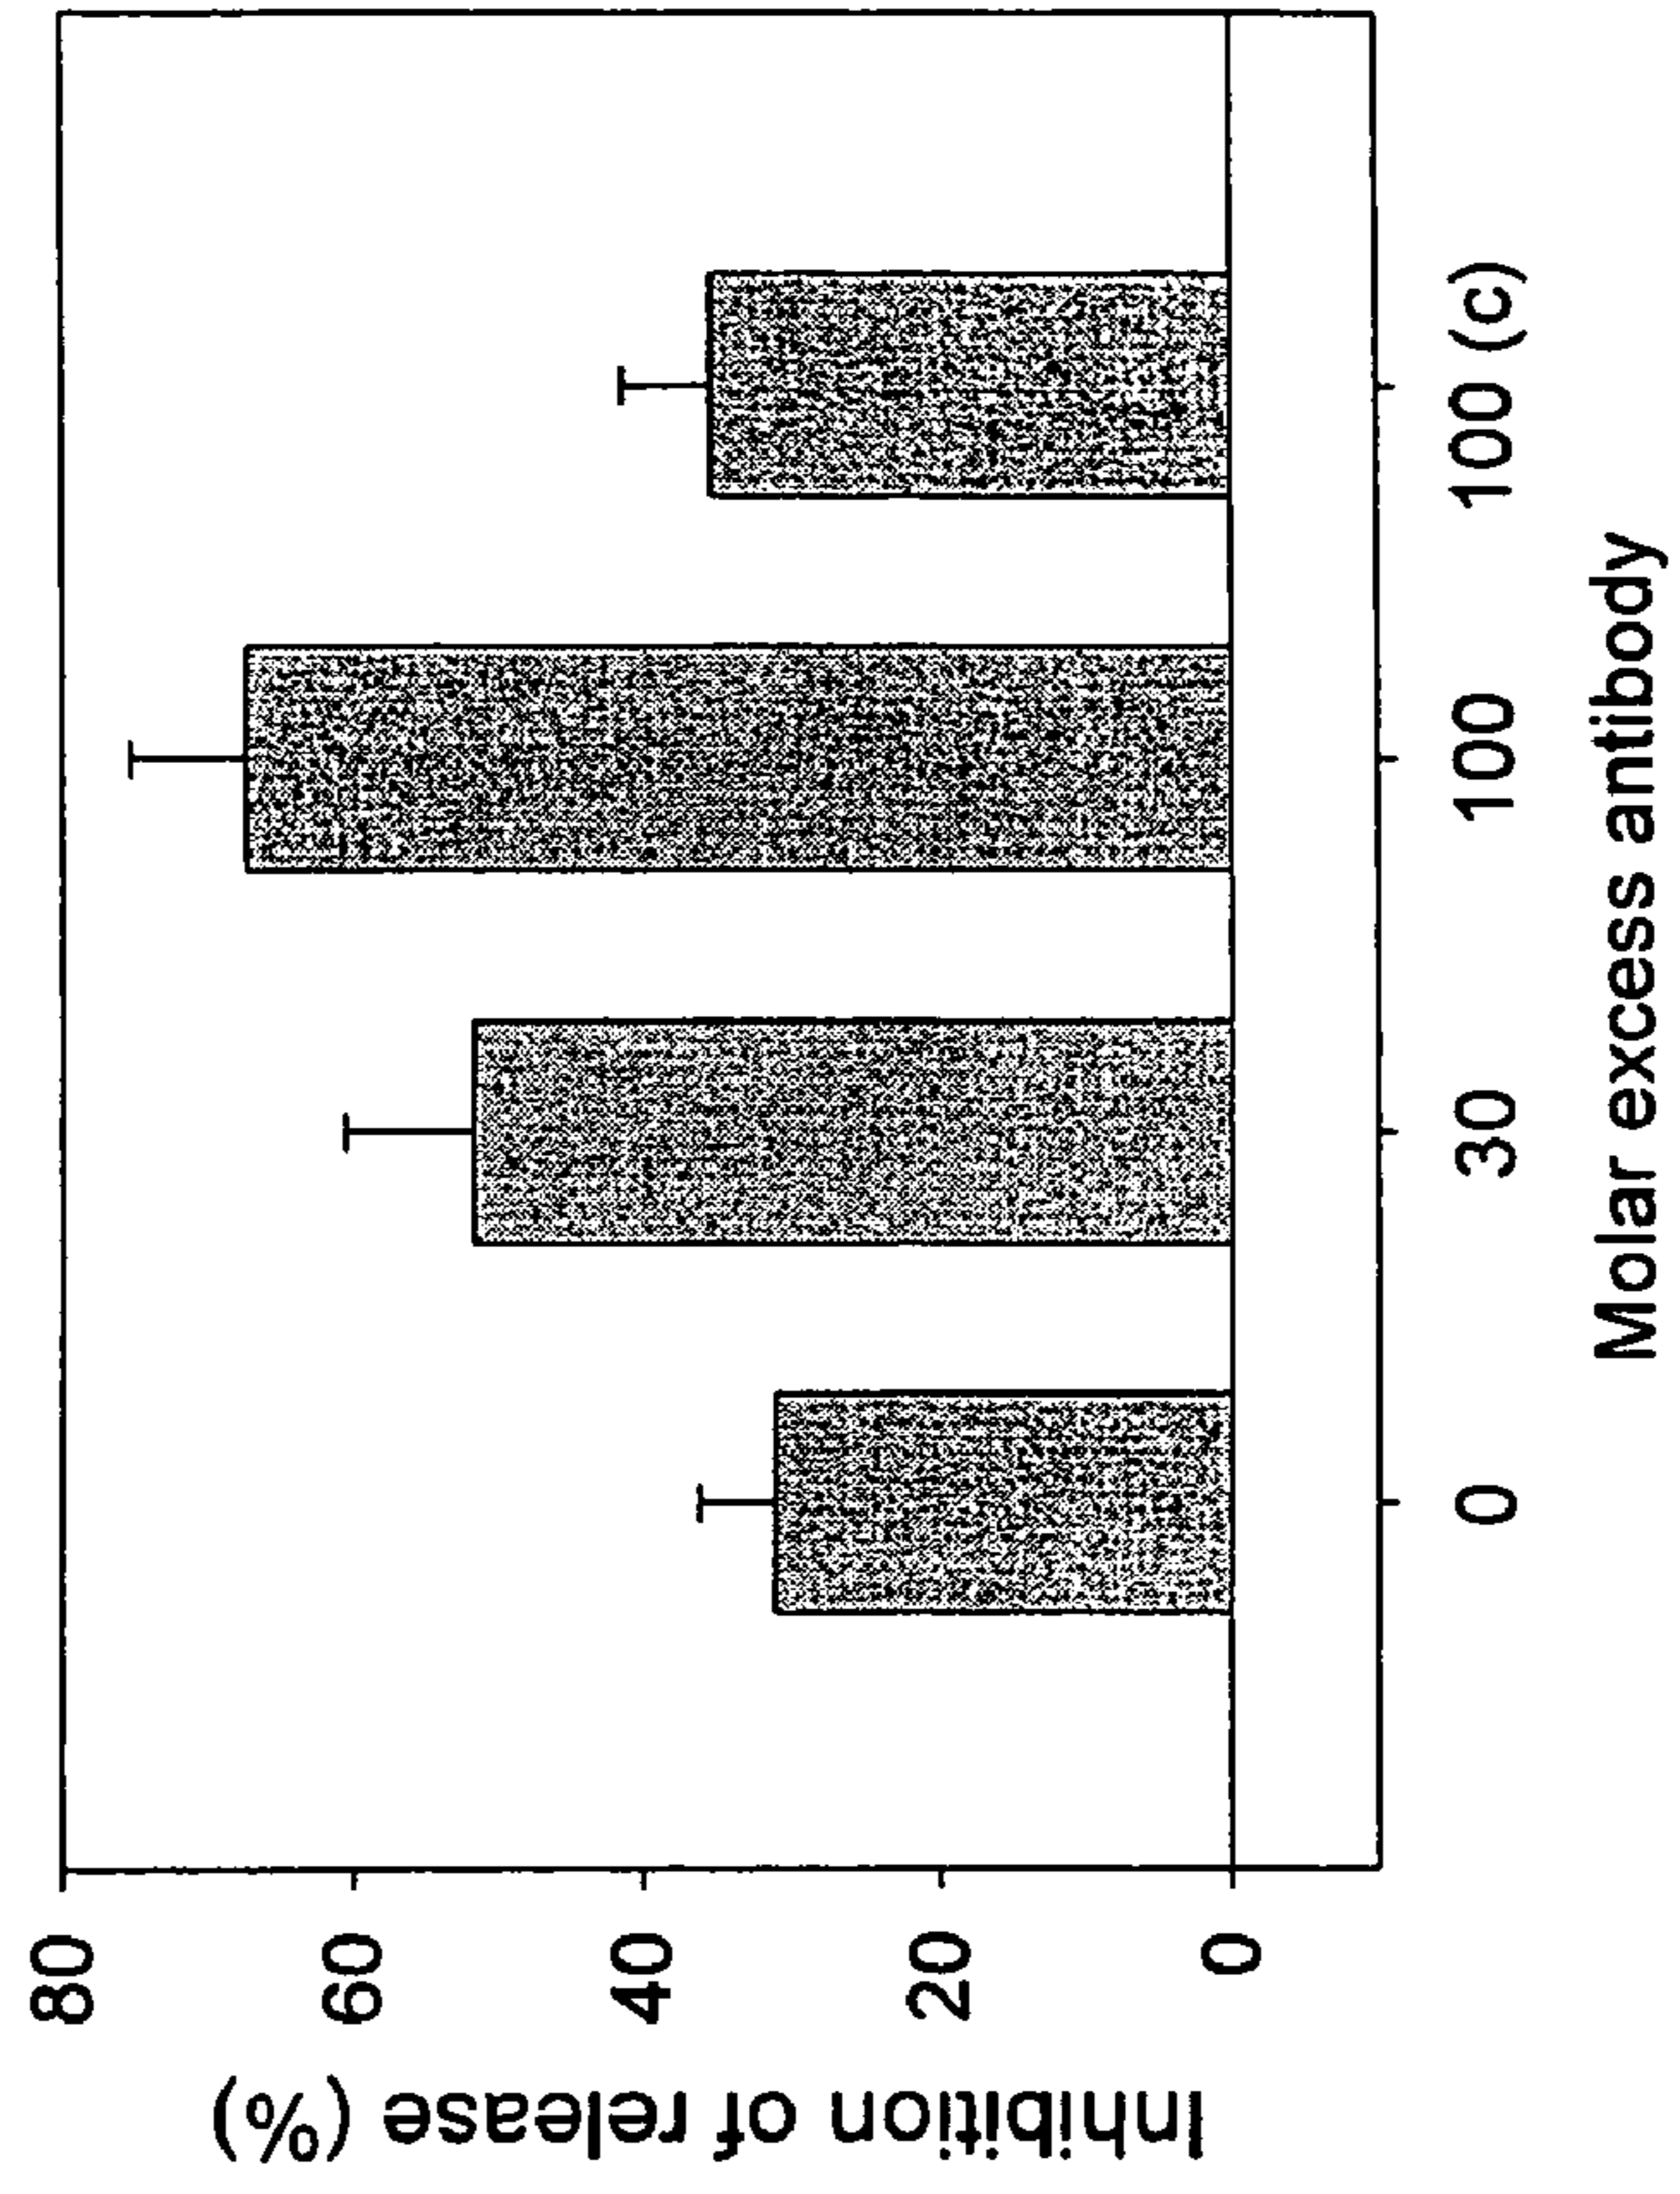 Inhibition of release (%)
80
60
40
20
0
0 30 100 100 (c)
Molar excess antibody